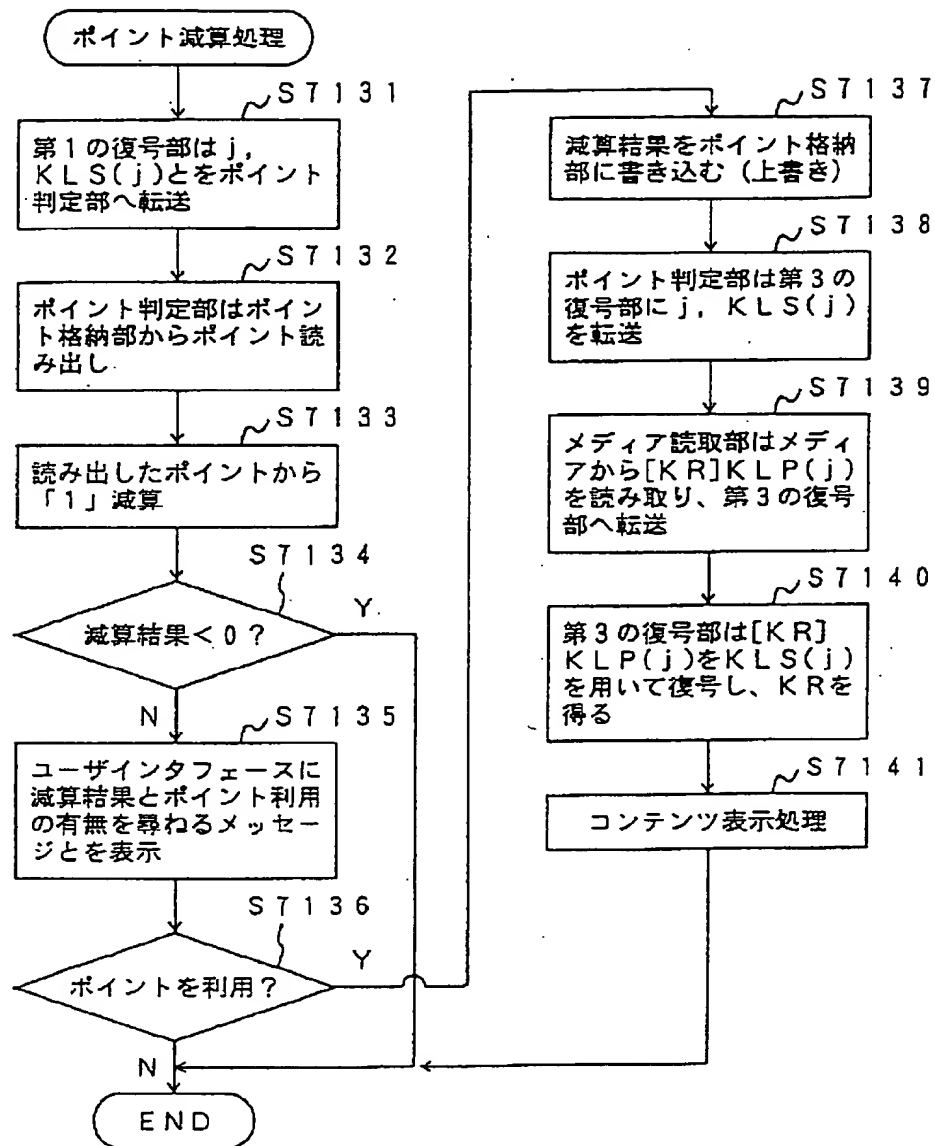 ポイント減算処理
S7131
第1の復号部はj,
KLS(j)とをポイント
判定部へ転送
S7132
ポイント判定部はポイン
ト格納部からポイント読
み出し
S7133
読み出したポイントから
「1」減算
S7134
減算結果<0?
Y
N
S7135
ユーザインタフェースに
減算結果とポイント利用
の有無を尋ねるメッセー
ジとを表示
S7136
ポイントを利用?
Y
N
END
S7137
減算結果をポイント格納
部に書き込む(上書き)
S7138
ポイント判定部は第3の
復号部にj,KLS(j)
を転送
S7139
メディア読取部はメディ
アから[KR]KLP(j)
を読み取り、第3の復号
部へ転送
S7140
第3の復号部は[KR]
KLP(j)をKLS(j)
を用いて復号し、KRを
得る
S7141
コンテンツ表示処理